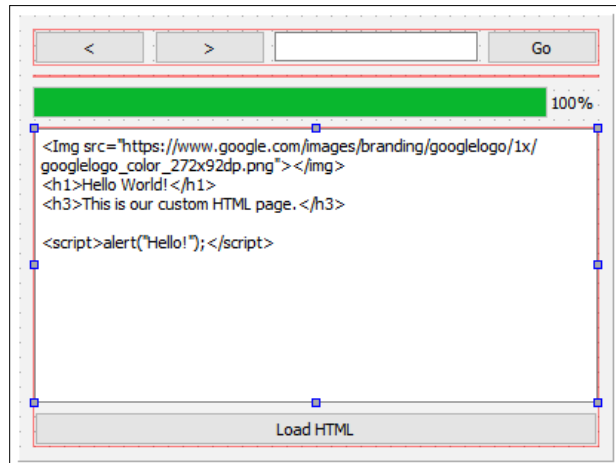 <
>
Go
100%
<Img src="https://www.google.com/images/branding/googlelogo/1x/
googlelogo_color_272x92dp.png"></img>
<h1>Hello World!</h1>
<h3>This is our custom HTML page.</h3>
<script>alert("Hello!");</script>
Load HTML